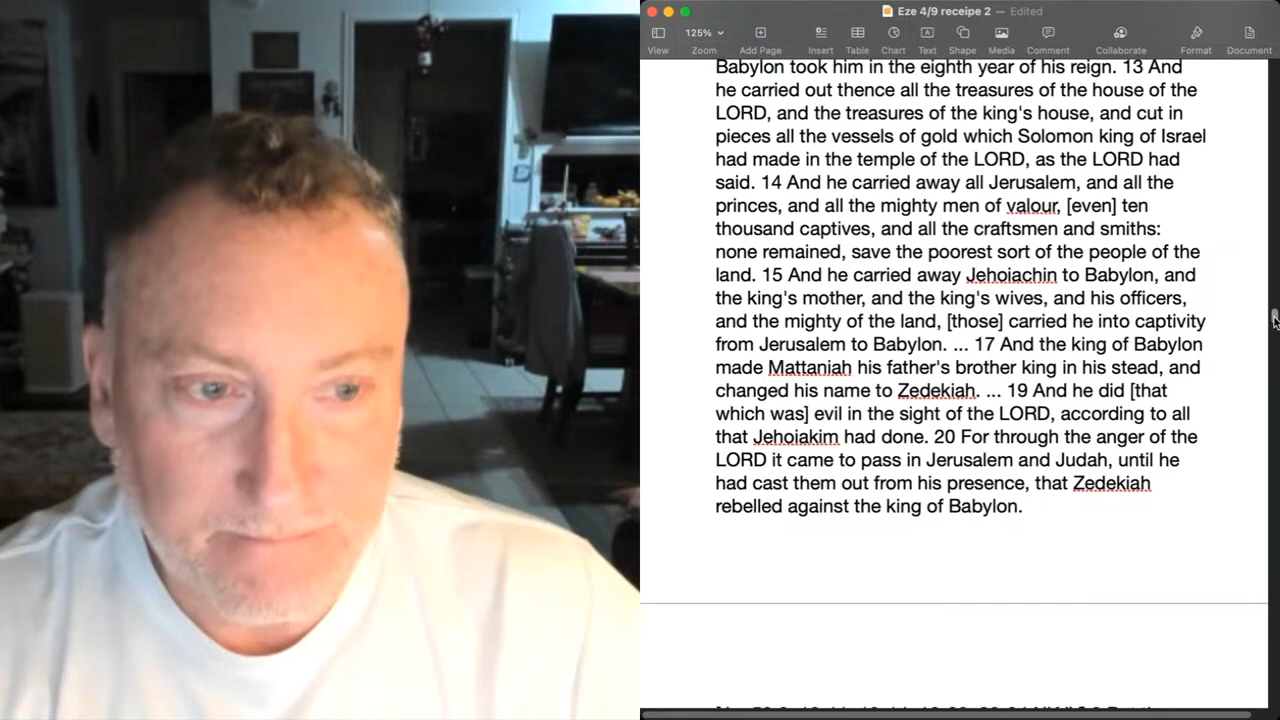 Eze 4/9 receipe 2 — Edited
125%
View Zoom Add Page Insert Table Chart Text Shape Media Comment Collaborate Format Document
Babylon took him in the eighth year of his reign. 13 And
he carried out thence all the treasures of the house of the
LORD, and the treasures of the king's house, and cut in
pieces all the vessels of gold which Solomon king of Israel
had made in the temple of the LORD, as the LORD had
said. 14 And he carried away all Jerusalem, and all the
princes, and all the mighty men of valour, [even] ten
thousand captives, and all the craftsmen and smiths:
none remained, save the poorest sort of the people of the
land. 15 And he carried away Jehoiachin to Babylon, and
the king's mother, and the king's wives, and his officers,
and the mighty of the land, [those] carried he into captivity
from Jerusalem to Babylon. ... 17 And the king of Babylon
made Mattaniah his father's brother king in his stead, and
changed his name to Zedekiah. ... 19 And he did [that
which was] evil in the sight of the LORD, according to all
that Jehoiakim had done. 20 For through the anger of the
LORD it came to pass in Jerusalem and Judah, until he
had cast them out from his presence, that Zedekiah
rebelled against the king of Babylon.